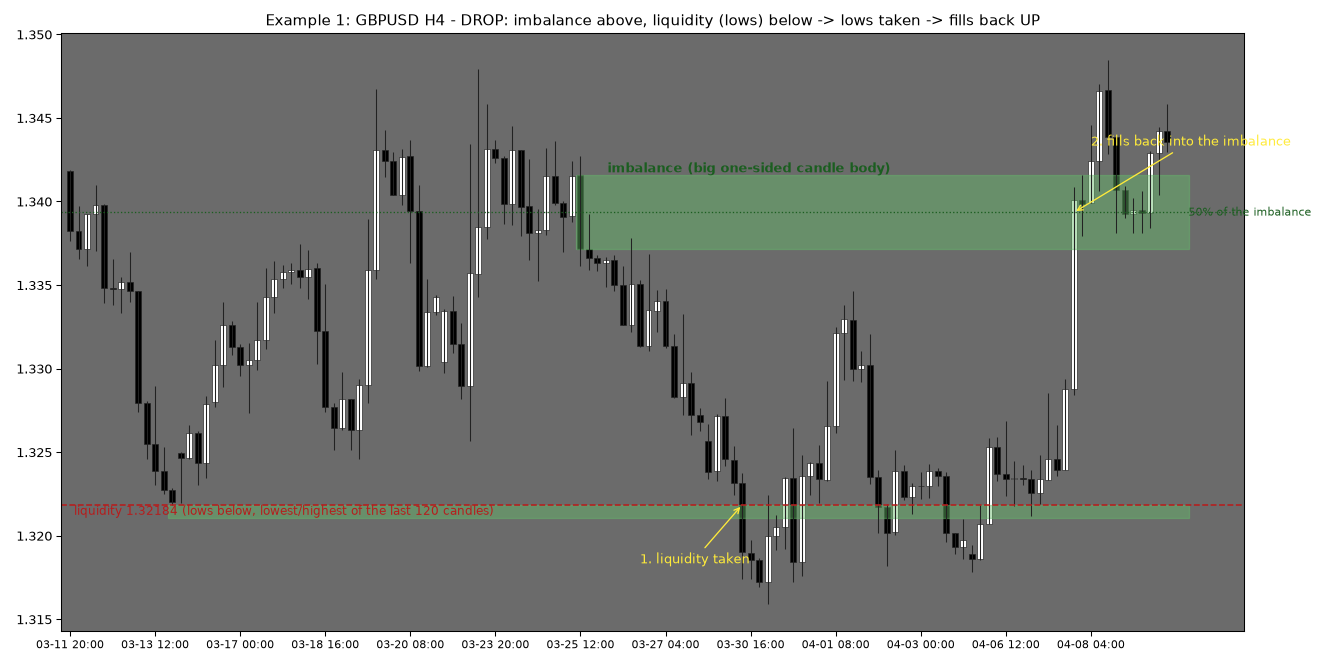 Example 1: GBPUSD H4 - DROP: imbalance above, liquidity (lows) below -> lows taken -> fills back UP
1.350
1.345
2. fills back into the imbalance
imbalance (big one-sided candle body)
1.340
50% of the imbalance
1.335
1.330
1.325
liquidity 1.32184 (lows below, lowest/highest of the last 120 candles)
1.320
1. liquidity taken
1.315
03-11 20:00 03-13 12:00 03-17 00:00 03-18 16:00 03-20 08:00 03-23 20:00 03-25 12:00 03-27 04:00 03-30 16:00 04-01 08:00 04-03 00:00 04-06 12:00 04-08 04:00